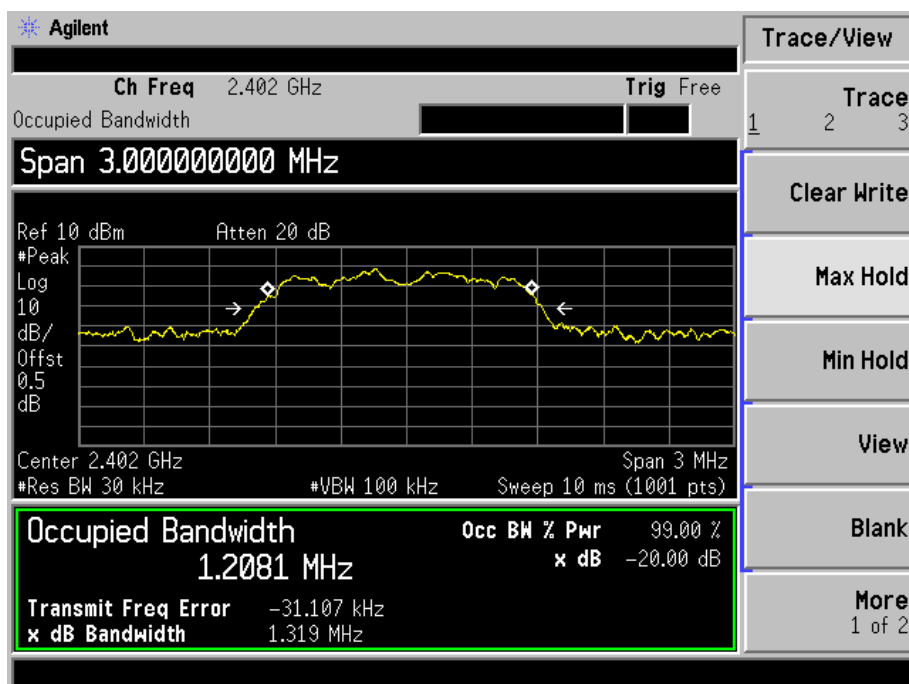 Agilent
Trace/View
Ch Freq 2.402 GHz Trig Free
Occupied Bandwidth
Trace
1 2 3
Span 3.000000000 MHz
Clear Write
Ref 10 dBm Atten 20 dB
#Peak
Log
10
dB/
Offst
0.5
dB
Max Hold
Min Hold
Center 2.402 GHz Span 3 MHz
#Res BW 30 kHz #VBW 100 kHz Sweep 10 ms (1001 pts)
View
Occupied Bandwidth
1.2081 MHz
Occ BW % Pwr 99.00 %
x dB -20.00 dB
Blank
Transmit Freq Error -31.107 kHz
x dB Bandwidth 1.319 MHz
More
1 of 2